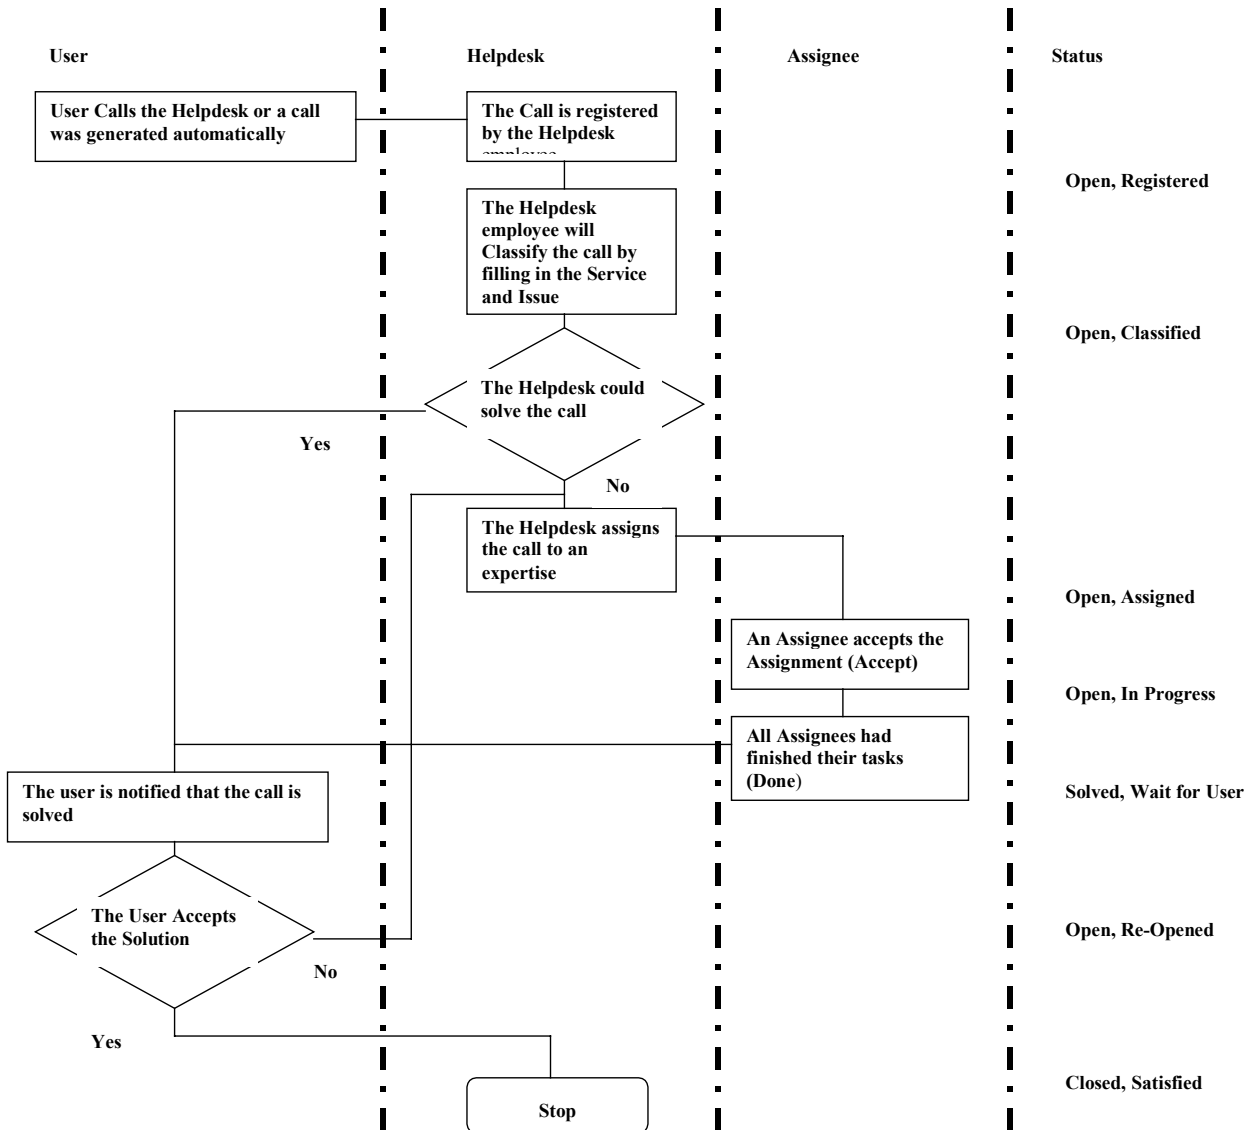 User
Helpdesk
Assignee
Status
User Calls the Helpdesk or a call
was generated automatically
The Call is registered
by the Helpdesk
Open, Registered
The Helpdesk
employee will
Classify the call by
filling in the Service
and Issue
Open, Classified
The Helpdesk could
solve the call
Yes
No
The Helpdesk assigns
the call to an
expertise
Open, Assigned
An Assignee accepts the
Assignment (Accept)
Open, In Progress
All Assignees had
finished their tasks
(Done)
Solved, Wait for User
The user is notified that the call is
solved
The User Accepts
the Solution
Open, Re-Opened
No
Yes
Closed, Satisfied
Stop